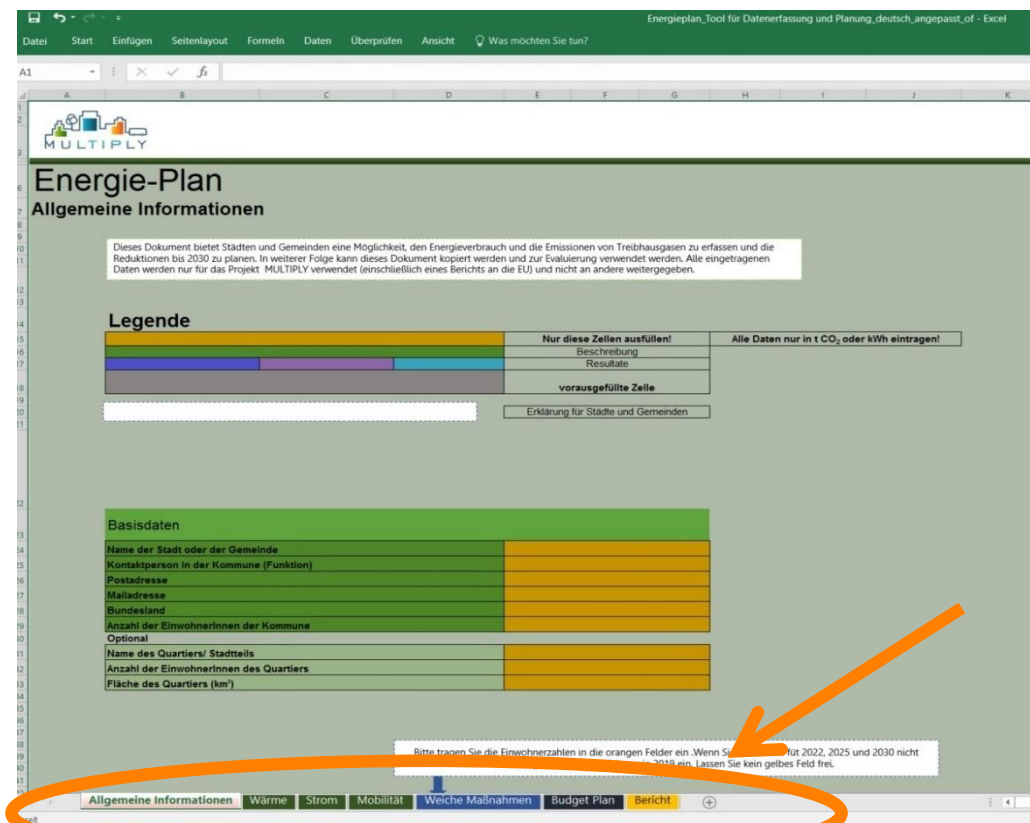 Energieplan_Tool für Datenerfassung und Planung_deutsch_angepasst_of - Excel
Datei Start Einfügen Seitenlayout Formeln Daten Überprüfen Ansicht Was möchten Sie tun?
A1 fx
A B C D E F G H I J K
MULTIPLY
Energie-Plan
Allgemeine Informationen
Dieses Dokument bietet Städten und Gemeinden eine Möglichkeit, den Energieverbrauch und die Emissionen von Treibhausgasen zu erfassen und die
Reduktionen bis 2030 zu planen. In weiterer Folge kann dieses Dokument kopiert werden und zur Evaluierung verwendet werden. Alle eingetragenen
Daten werden nur für das Projekt MULTIPLY verwendet (einschließlich eines Berichts an die EU) und nicht an andere weitergegeben.
Legende
Nur diese Zellen ausfüllen! Alle Daten nur in t CO₂ oder kWh eintragen!
Beschreibung
Resultate
vorausgefüllte Zelle
Erklärung für Städte und Gemeinden
Basisdaten
Name der Stadt oder der Gemeinde
Kontaktperson in der Kommune (Funktion)
Postadresse
Mailadresse
Bundesland
Anzahl der EinwohnerInnen der Kommune
Optional
Name des Quartiers/ Stadtteils
Anzahl der EinwohnerInnen des Quartiers
Fläche des Quartiers (km²)
Bitte tragen Sie die Einwohnerzahlen in die orangen Felder ein .Wenn füt 2022, 2025 und 2030 nicht
2019 ein. Lassen Sie kein gelbes Feld frei.
Allgemeine Informationen Wärme Strom Mobilität Weiche Maßnahmen Budget Plan Bericht